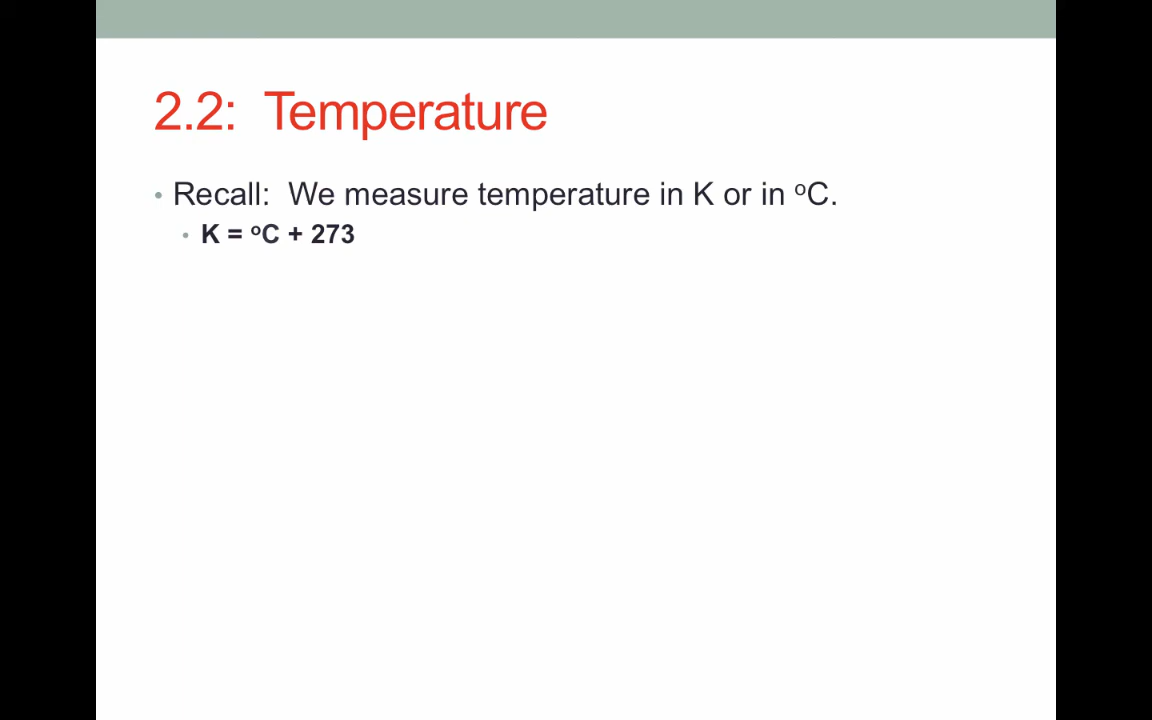 2.2: Temperature
• Recall: We measure temperature in K or in ᵒC.
• K = ᵒC + 273